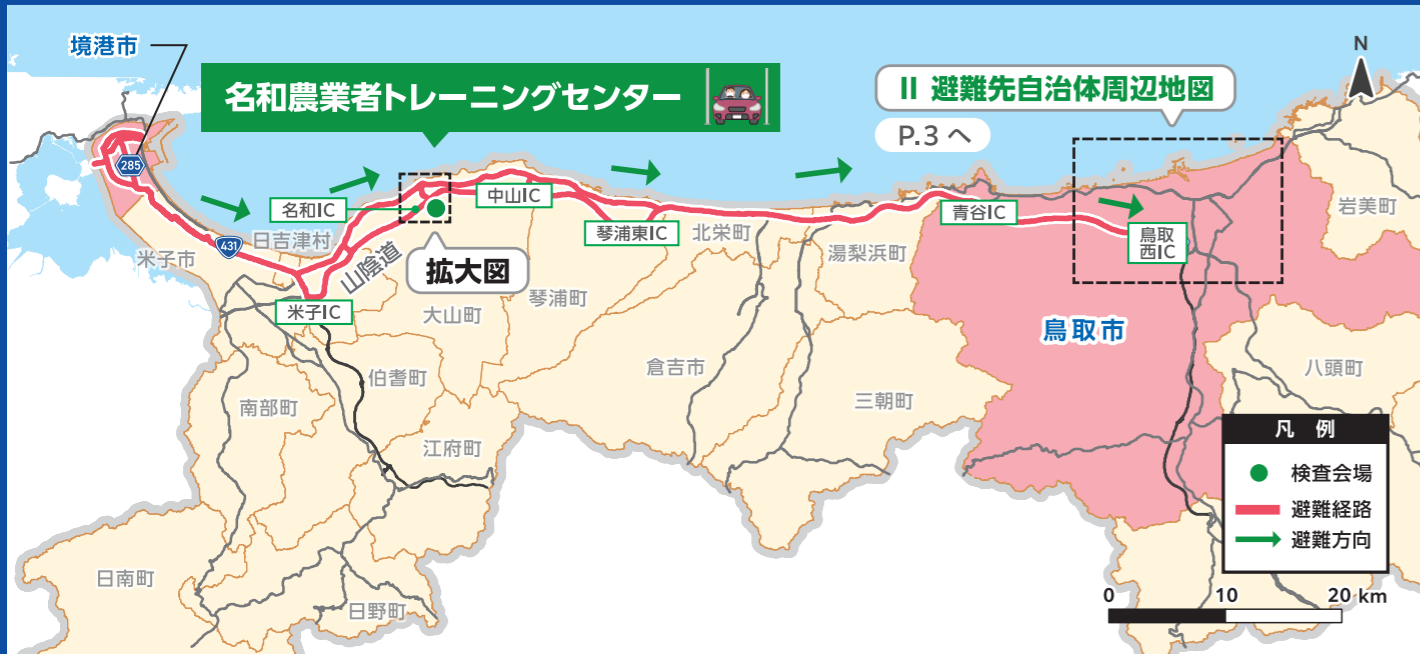 境港市
名和農業者トレーニングセンター
II 避難先自治体周辺地図
P.3 へ
N
285
名和IC
中山IC
日吉津村
431
米子市
山陰道
拡大図
琴浦東IC
北栄町
湯梨浜町
青谷IC
鳥取
西IC
岩美町
米子IC
大山町
琴浦町
鳥取市
倉吉市
八頭町
伯耆町
南部町
三朝町
江府町
日南町
日野町
凡 例
検査会場
避難経路
避難方向
0 10 20 km